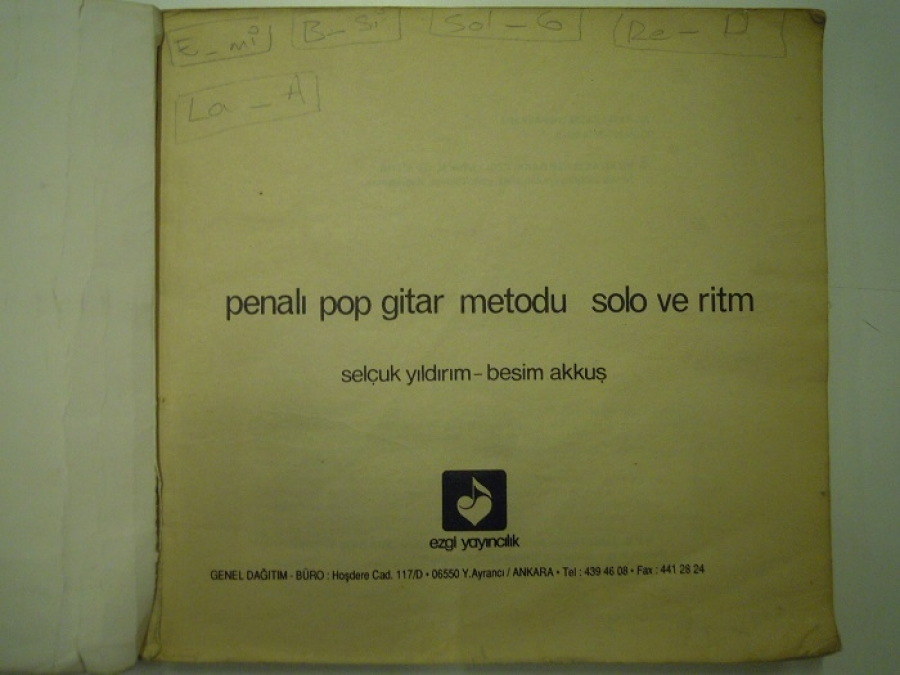 E - mi B - Si Sol - G Re - D
La - A
penalı pop gitar metodu solo ve ritm
selçuk yıldırım - besim akkuş
ezgi yayıncılık
GENEL DAĞITIM - BÜRO : Hoşdere Cad. 117/D • 06550 Y.Ayrancı / ANKARA • Tel : 439 46 08 • Fax : 441 28 24